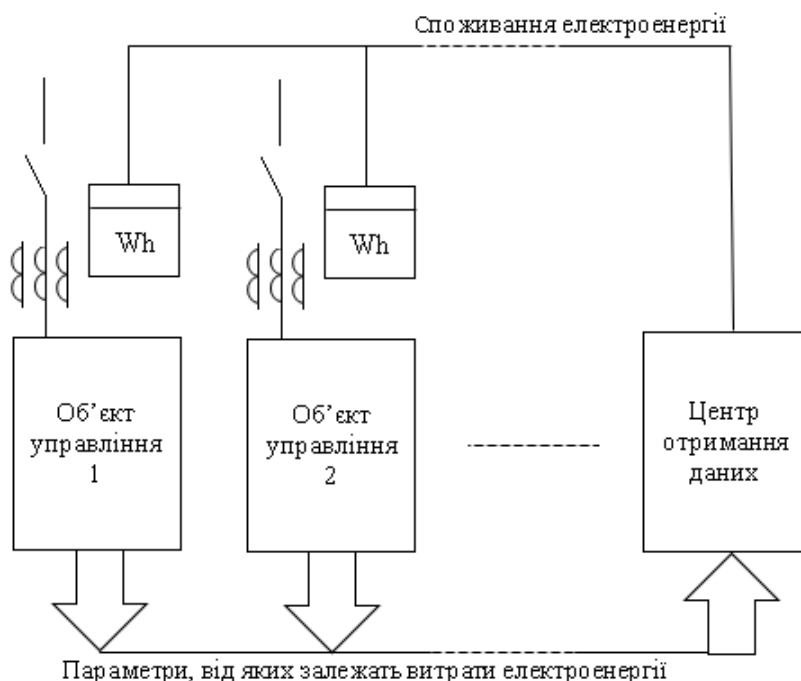 Споживання електроенергії
Wh
Wh
Об’єкт
управління
1
Об’єкт
управління
2
Центр
отримання
даних
Параметри, від яких залежать витрати електроенергії